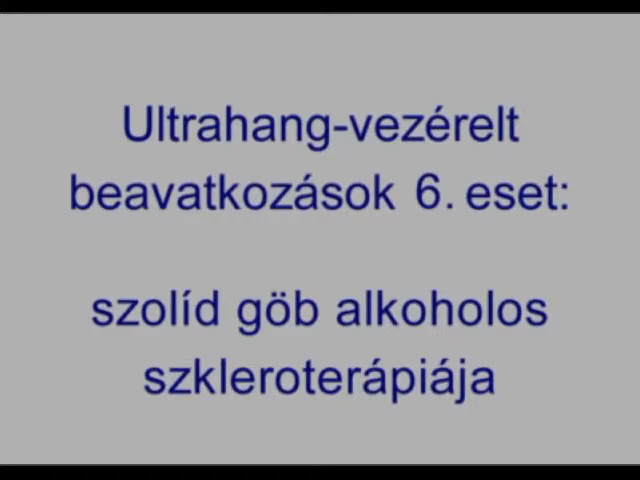 Ultrahang-vezérelt
beavatkozások 6. eset:
szolíd göb alkoholos
szkleroterápiája